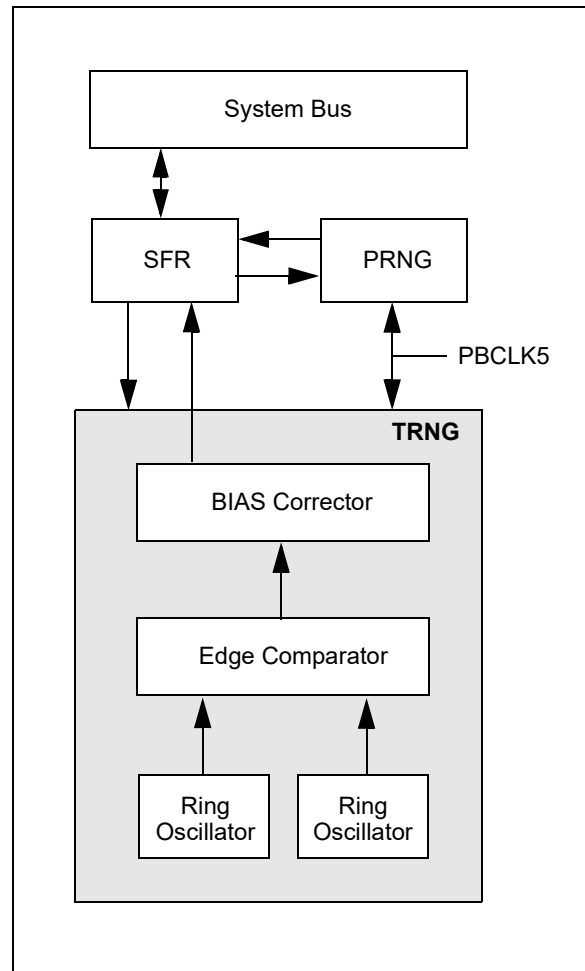 System Bus
SFR
PRNG
PBCLK5
TRNG
BIAS Corrector
Edge Comparator
Ring
Oscillator
Ring
Oscillator